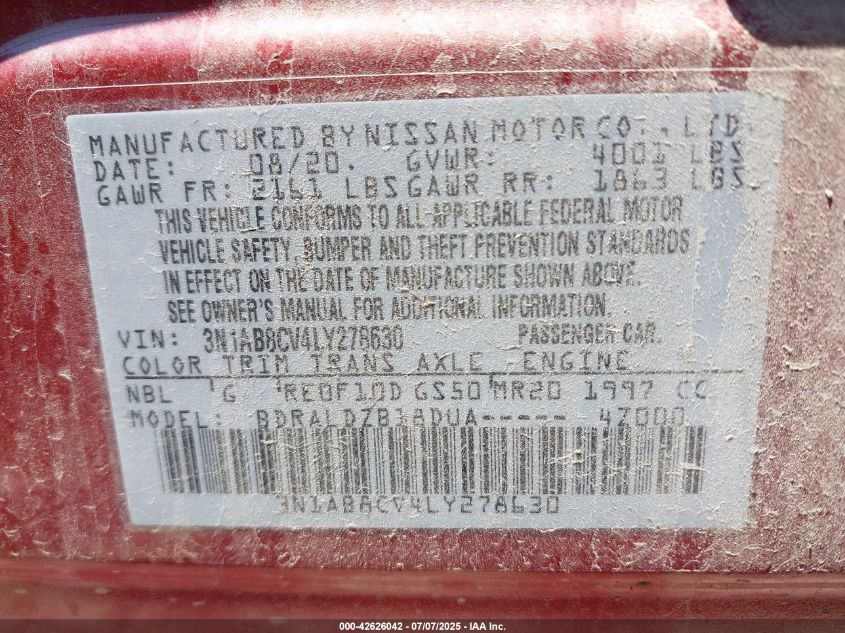 MANUFACTURED BY NISSAN MOTOR CO., LTD.
DATE: 08/20. GVWR: 4001 LBS
GAWR FR: 2161 LBS GAWR RR: 1863 LBS.
THIS VEHICLE CONFORMS TO ALL APPLICABLE FEDERAL MOTOR
VEHICLE SAFETY, BUMPER AND THEFT PREVENTION STANDARDS
IN EFFECT ON THE DATE OF MANUFACTURE SHOWN ABOVE.
SEE OWNER'S MANUAL FOR ADDITIONAL INFORMATION.
VIN: 3N1AB8CV4LY278630 PASSENGER CAR.
COLOR TRIM TRANS AXLE ENGINE
NBL G RE0F10D GS50 MR20 1997 CC
MODEL: BDRALDZB18DUA----- 4Z000
3N1AB8CV4LY278630
000-42626042 - 07/07/2025 - IAA Inc.